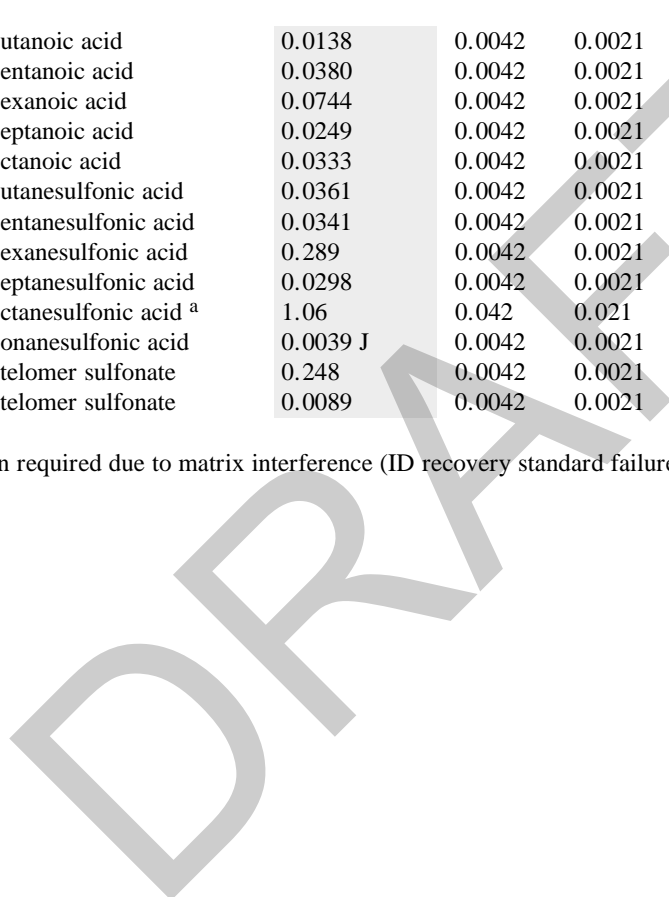 utanoic acid 0.0138 0.0042 0.0021
entanoic acid 0.0380 0.0042 0.0021
exanoic acid 0.0744 0.0042 0.0021
eptanoic acid 0.0249 0.0042 0.0021
ctanoic acid 0.0333 0.0042 0.0021
utanesulfonic acid 0.0361 0.0042 0.0021
entanesulfonic acid 0.0341 0.0042 0.0021
exanesulfonic acid 0.289 0.0042 0.0021
eptanesulfonic acid 0.0298 0.0042 0.0021
ctanesulfonic acid a 1.06 0.042 0.021
onanesulfonic acid 0.0039 J 0.0042 0.0021
telomer sulfonate 0.248 0.0042 0.0021
telomer sulfonate 0.0089 0.0042 0.0021
n required due to matrix interference (ID recovery standard failure
DRAF